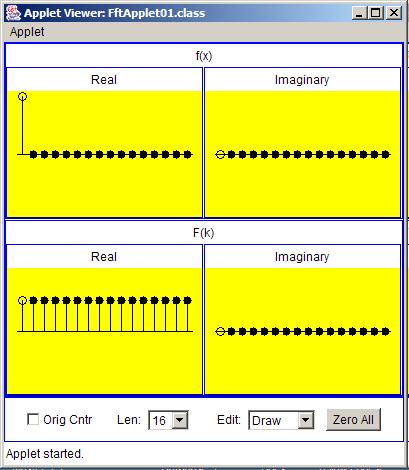 Applet Viewer: FftApplet01.class
Applet
f(x)
Real Imaginary
F(k)
Real Imaginary
Orig Cntr Len: 16 Edit: Draw Zero All
Applet started.